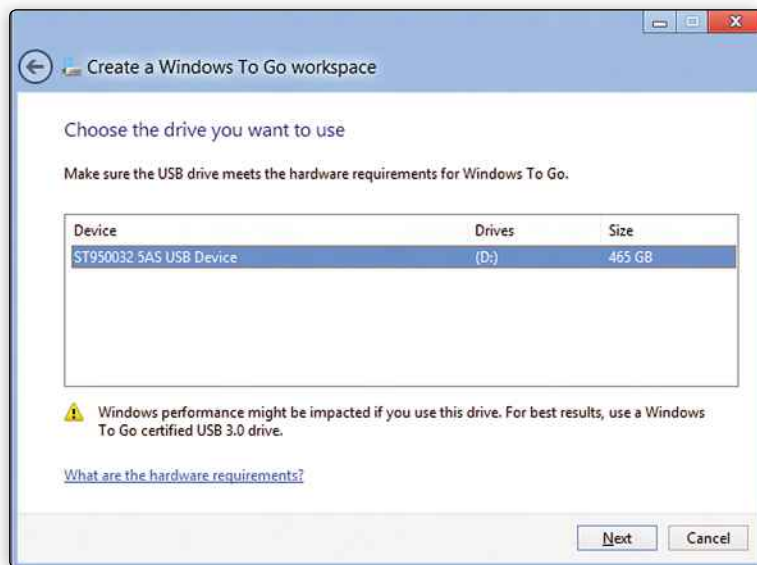 Create a Windows To Go workspace
Choose the drive you want to use
Make sure the USB drive meets the hardware requirements for Windows To Go.
Device Drives Size
ST950032 5AS USB Device (D:) 465 GB
Windows performance might be impacted if you use this drive. For best results, use a Windows
To Go certified USB 3.0 drive.
What are the hardware requirements?
Next Cancel